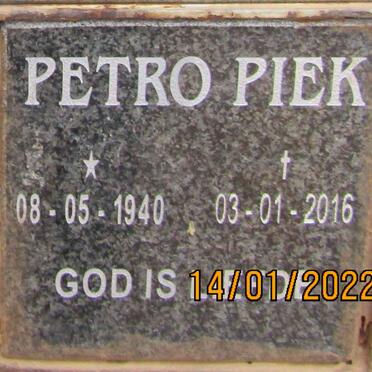 PETRO PIEK
★ †
08-05-1940 03-01-2016
GOD IS
14/01/2022